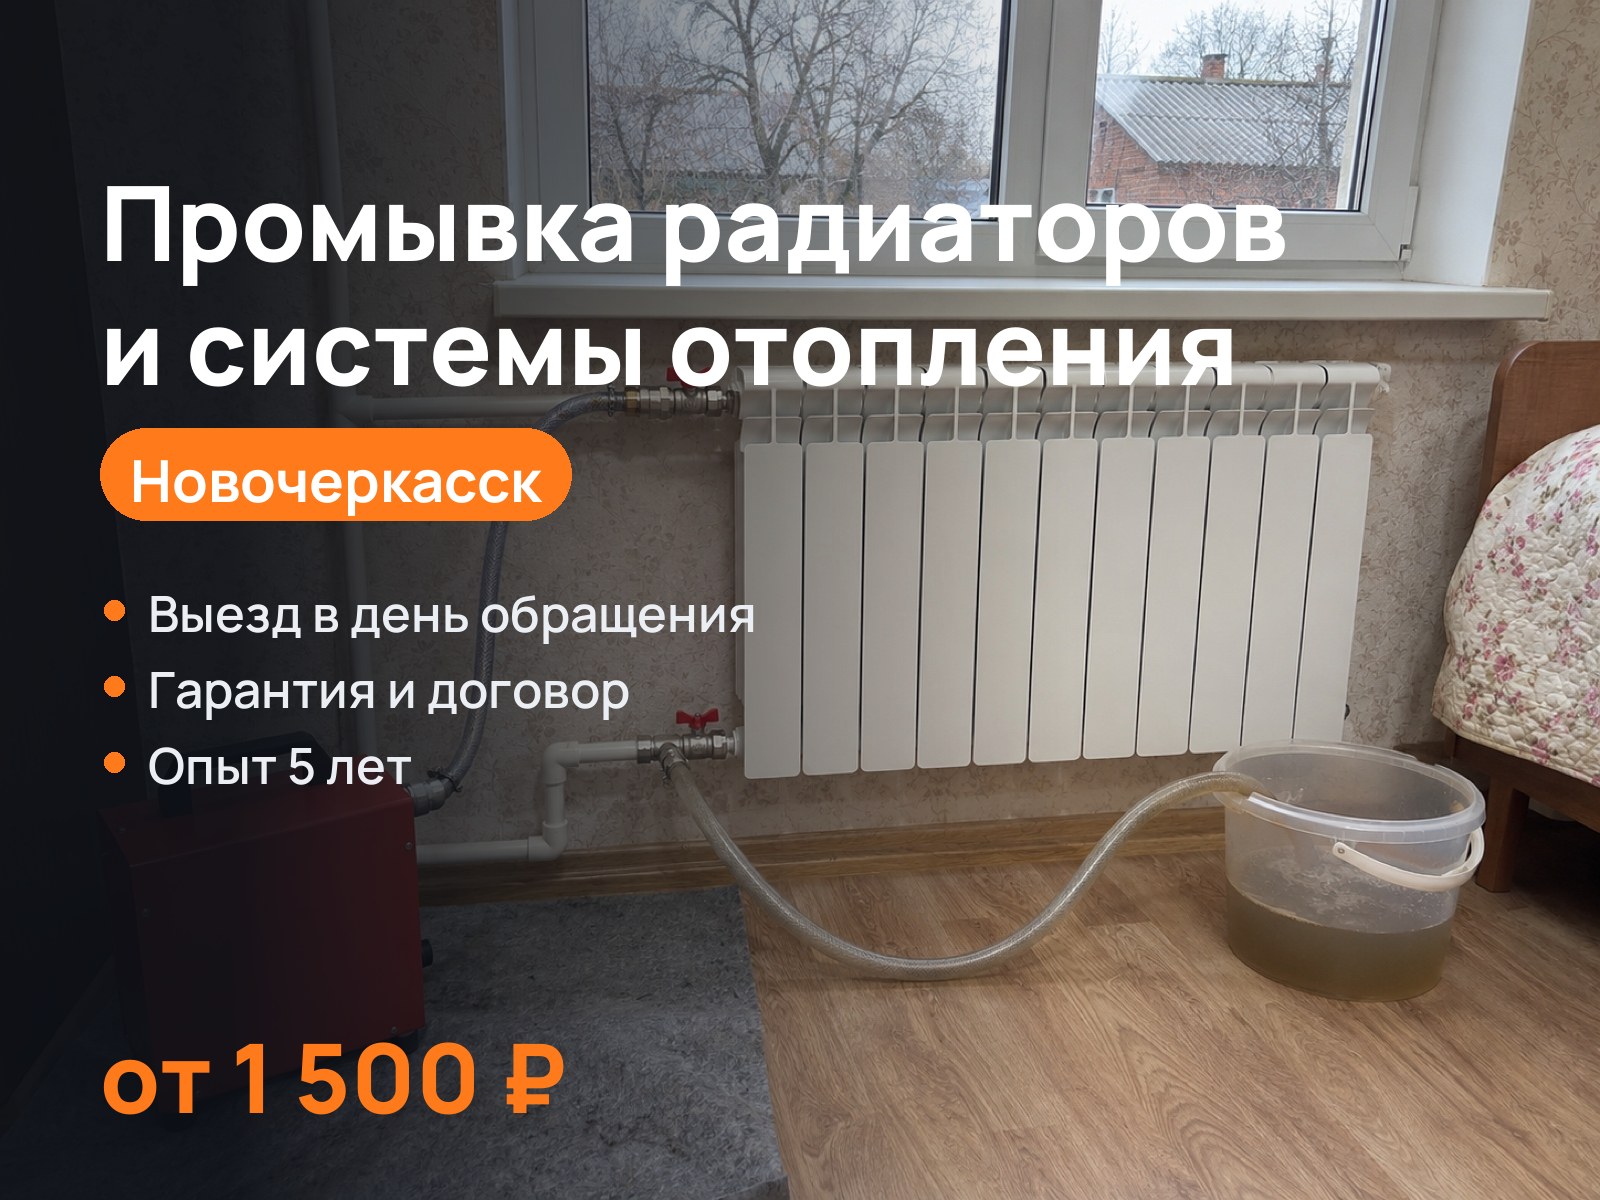 Промывка радиаторов
и системы отопления
Новочеркасск
Выезд в день обращения
Гарантия и договор
Опыт 5 лет
от 1 500 ₽